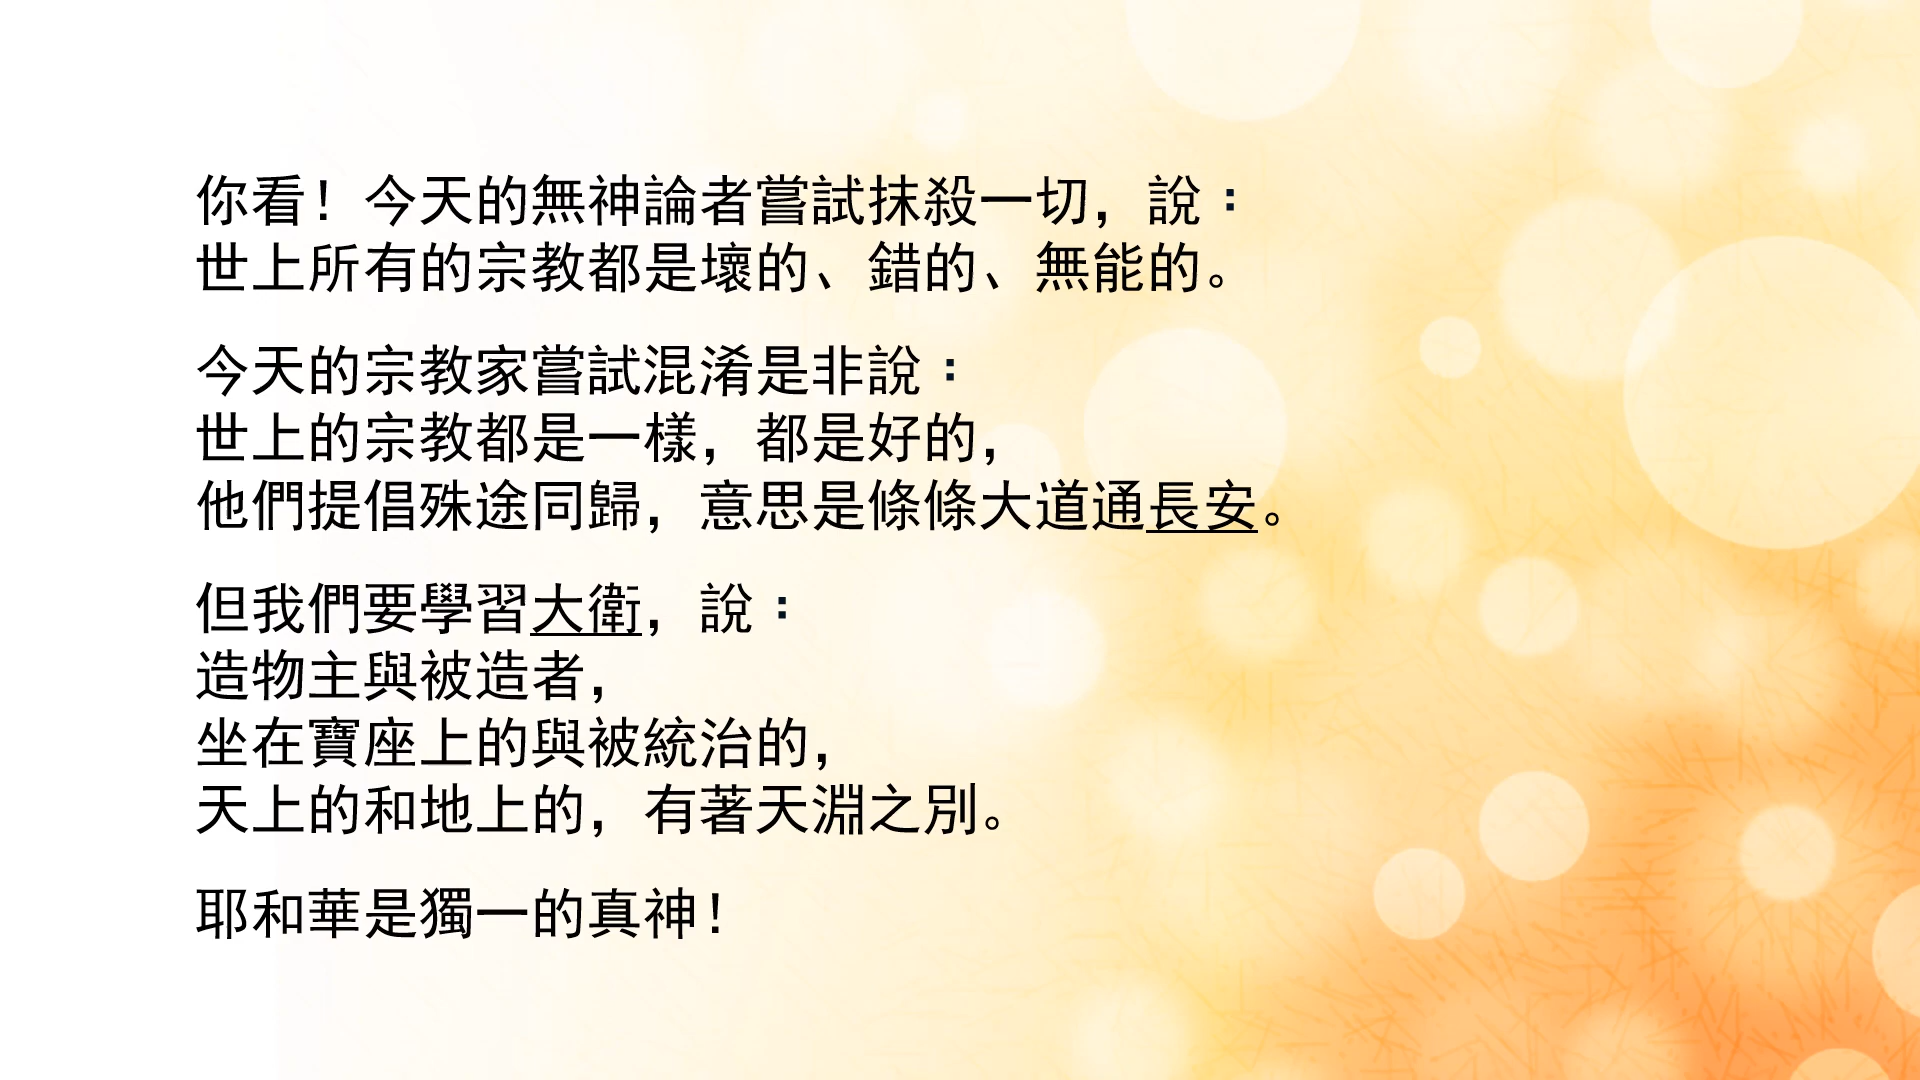 你看！今天的無神論者嘗試抹殺一切，說：
世上所有的宗教都是壞的、錯的、無能的。
今天的宗教家嘗試混淆是非說：
世上的宗教都是一樣，都是好的，
他們提倡殊途同歸，意思是條條大道通長安。
但我們要學習大衛，說：
造物主與被造者，
坐在寶座上的與被統治的，
天上的和地上的，有著天淵之別。
耶和華是獨一的真神！